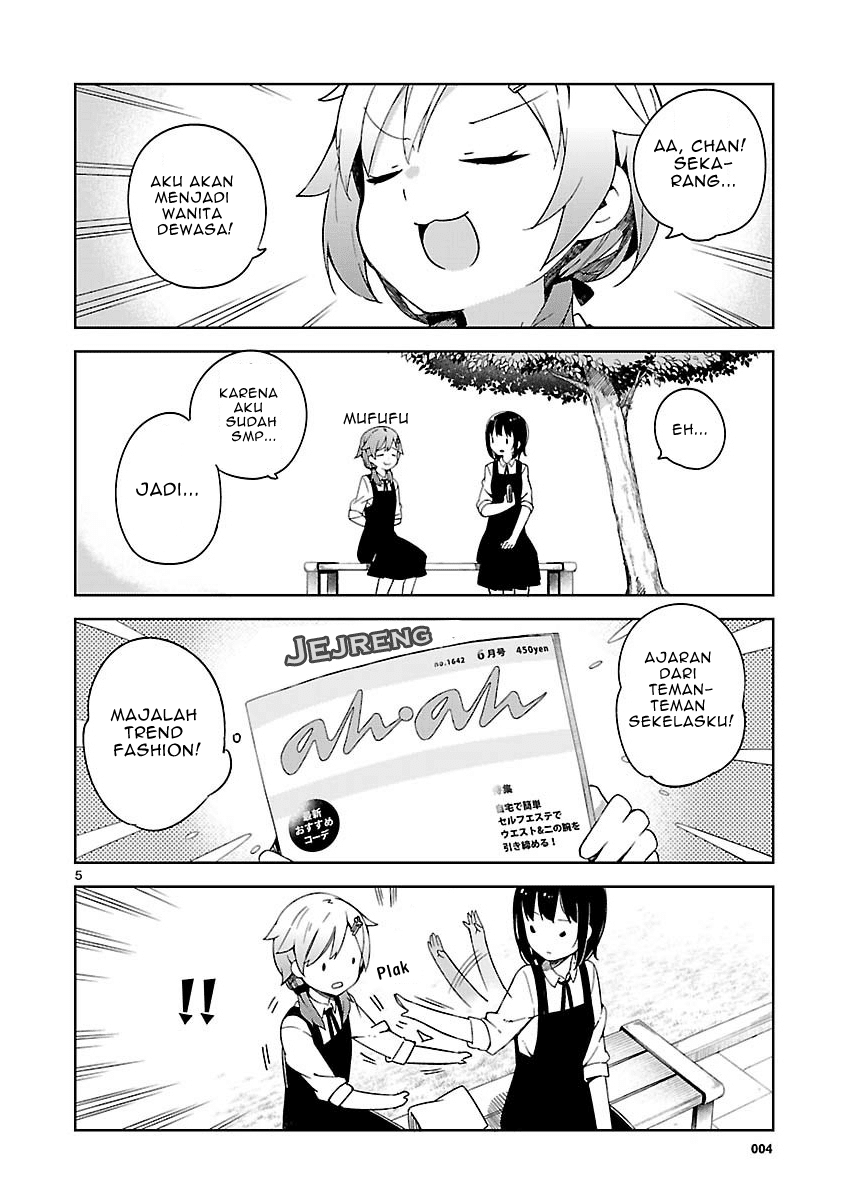 AA, CHAN!
SEKA-
RANG...
AKU AKAN
MENJADI
WANITA
DEWASA!
EH...
MUFUFU
KARENA
AKU
SUDAH
SMP...
JADI...
AJARAN
DARI
TEMAN-
TEMAN
SEKELASKU!
JEJRENG
no.1642 6月号 450yen
ah・ah
最新
おすすめ
コーデ
特集
自宅で簡単
セルフエステで
ウエスト&二の腕を
引き締める!
MAJALAH
TREND
FASHION!
5
Plak
!!
004